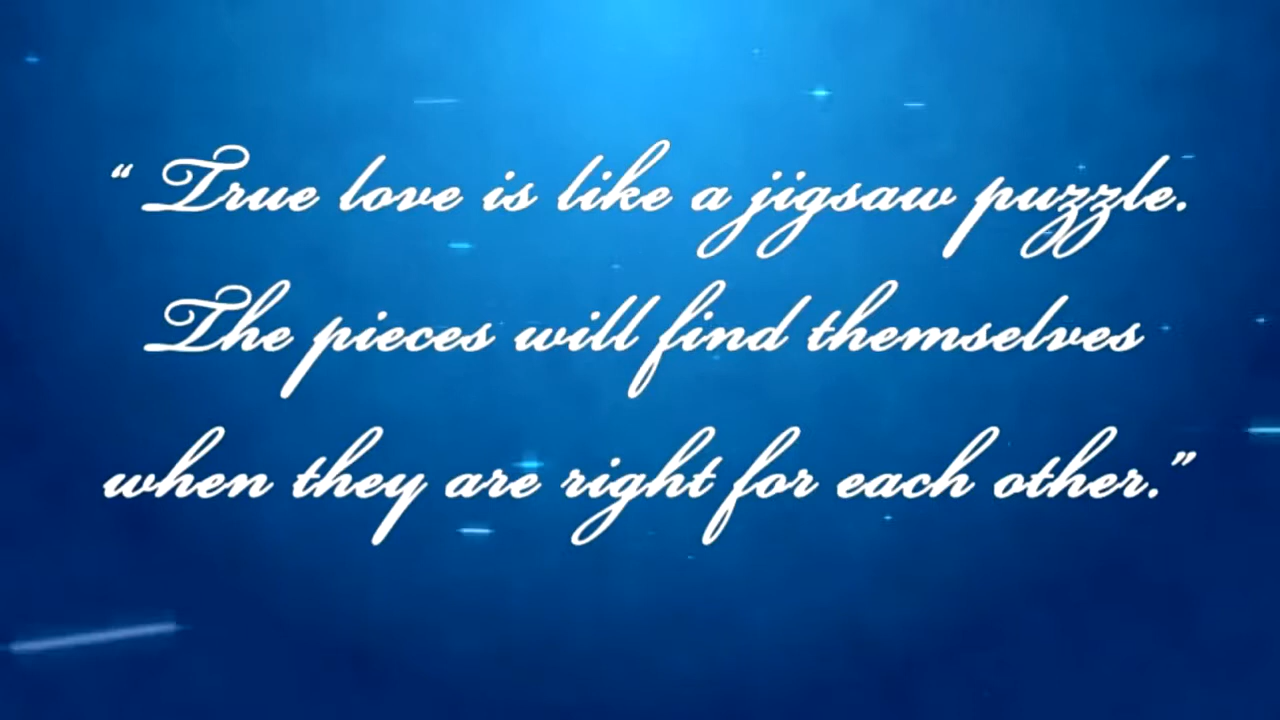 “ True love is like a jigsaw puzzle.
The pieces will find themselves
when they are right for each other.”